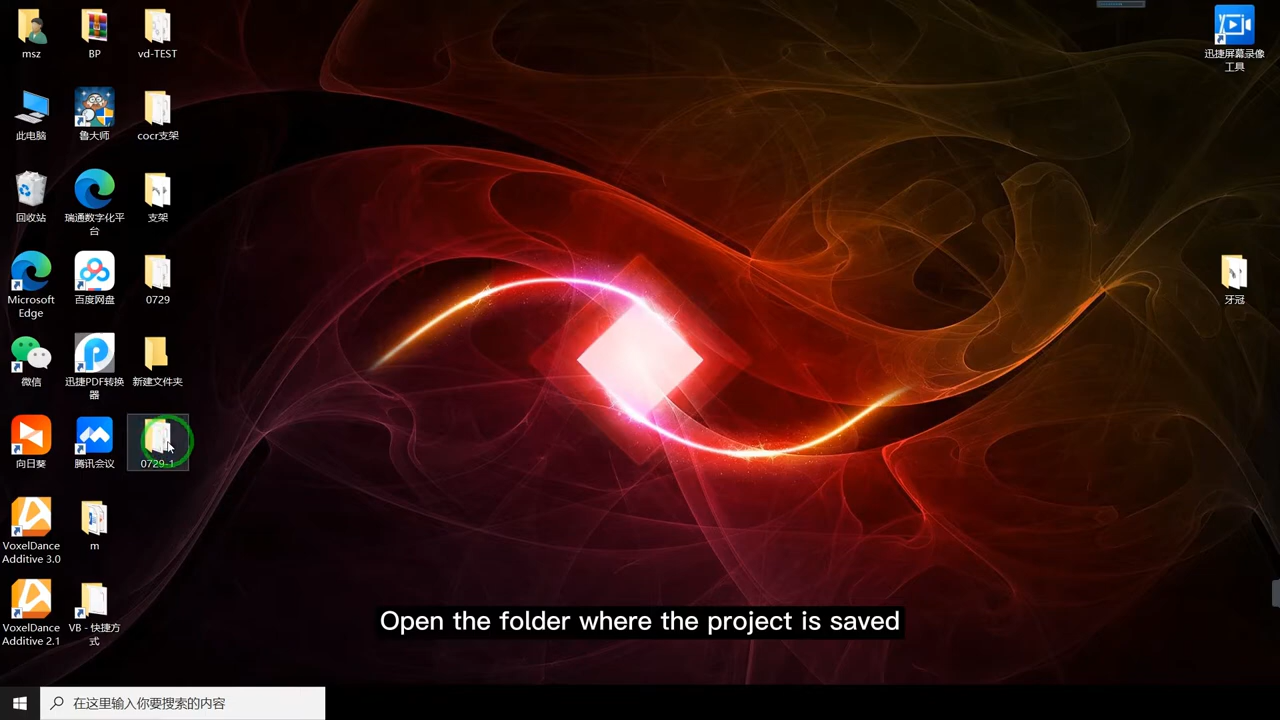 msz
BP
vd-TEST
迅捷屏幕录像
工具
此电脑
鲁大师
cocr支架
回收站
瑞通数字化平
台
支架
Microsoft
Edge
百度网盘
0729
牙冠
微信
迅捷PDF转换
器
新建文件夹
向日葵
腾讯会议
0729-1
VoxelDance
Additive 3.0
m
VoxelDance
Additive 2.1
VB - 快捷方
式
Open the folder where the project is saved
在这里输入你要搜索的内容